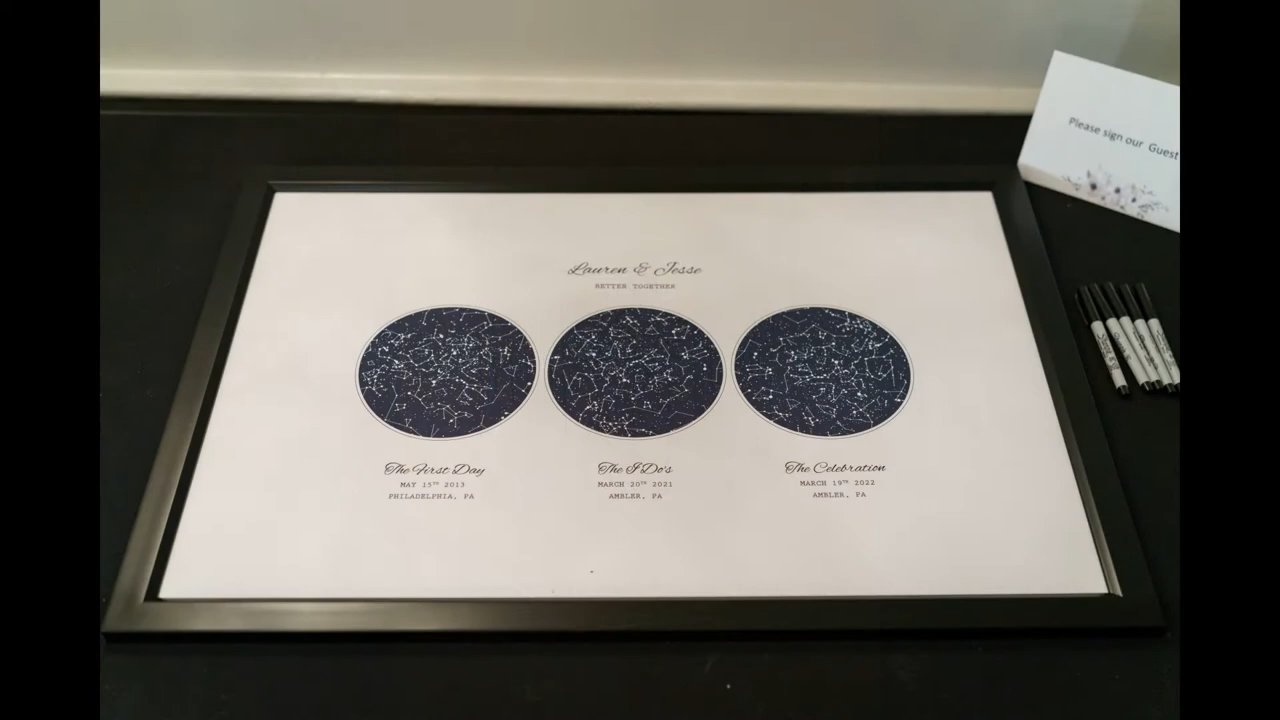 Please sign our Guest
Lauren & Jesse
BETTER TOGETHER
The First Day
MAY 15TH 2013
PHILADELPHIA, PA
The I Do's
MARCH 20TH 2021
AMBLER, PA
The Celebration
MARCH 19TH 2022
AMBLER, PA